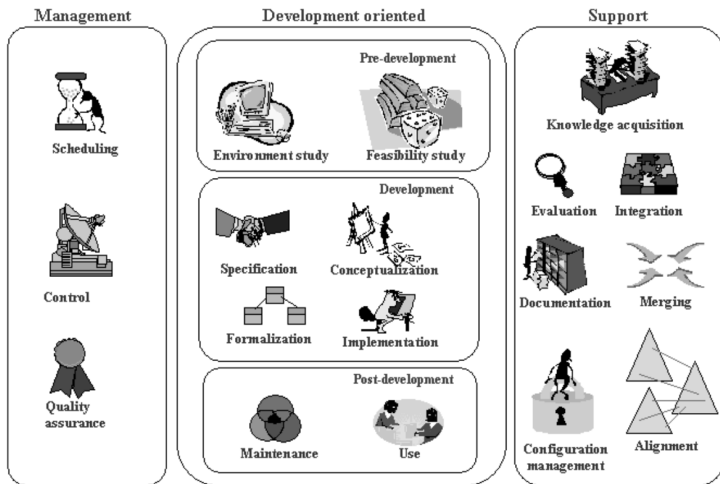 Management
Development oriented
Support
Scheduling
Control
Quality
assurance
Pre-development
Environment study
Feasibility study
Development
Specification
Conceptualization
Formalization
Implementation
Post-development
Maintenance
Use
Knowledge acquisition
Evaluation
Integration
Documentation
Merging
Configuration
management
Alignment